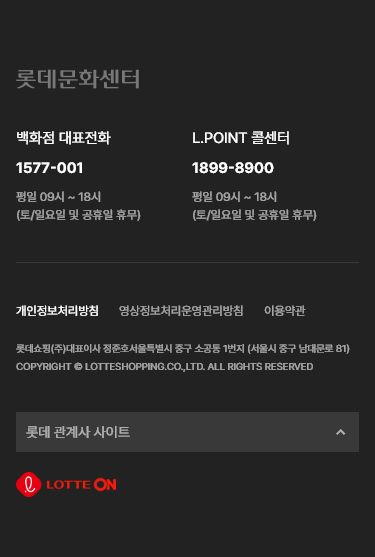 롯데문화센터
백화점 대표전화
1577-001
평일 09시 ~ 18시
(토/일요일 및 공휴일 휴무)
L.POINT 콜센터
1899-8900
평일 09시 ~ 18시
(토/일요일 및 공휴일 휴무)
개인정보처리방침 영상정보처리운영관리방침 이용약관
롯데쇼핑(주)대표이사 정준호서울특별시 중구 소공동 1번지 (서울시 중구 남대문로 81)
COPYRIGHT © LOTTESHOPPING.CO.,LTD. ALL RIGHTS RESERVED
롯데 관계사 사이트
LOTTE ON